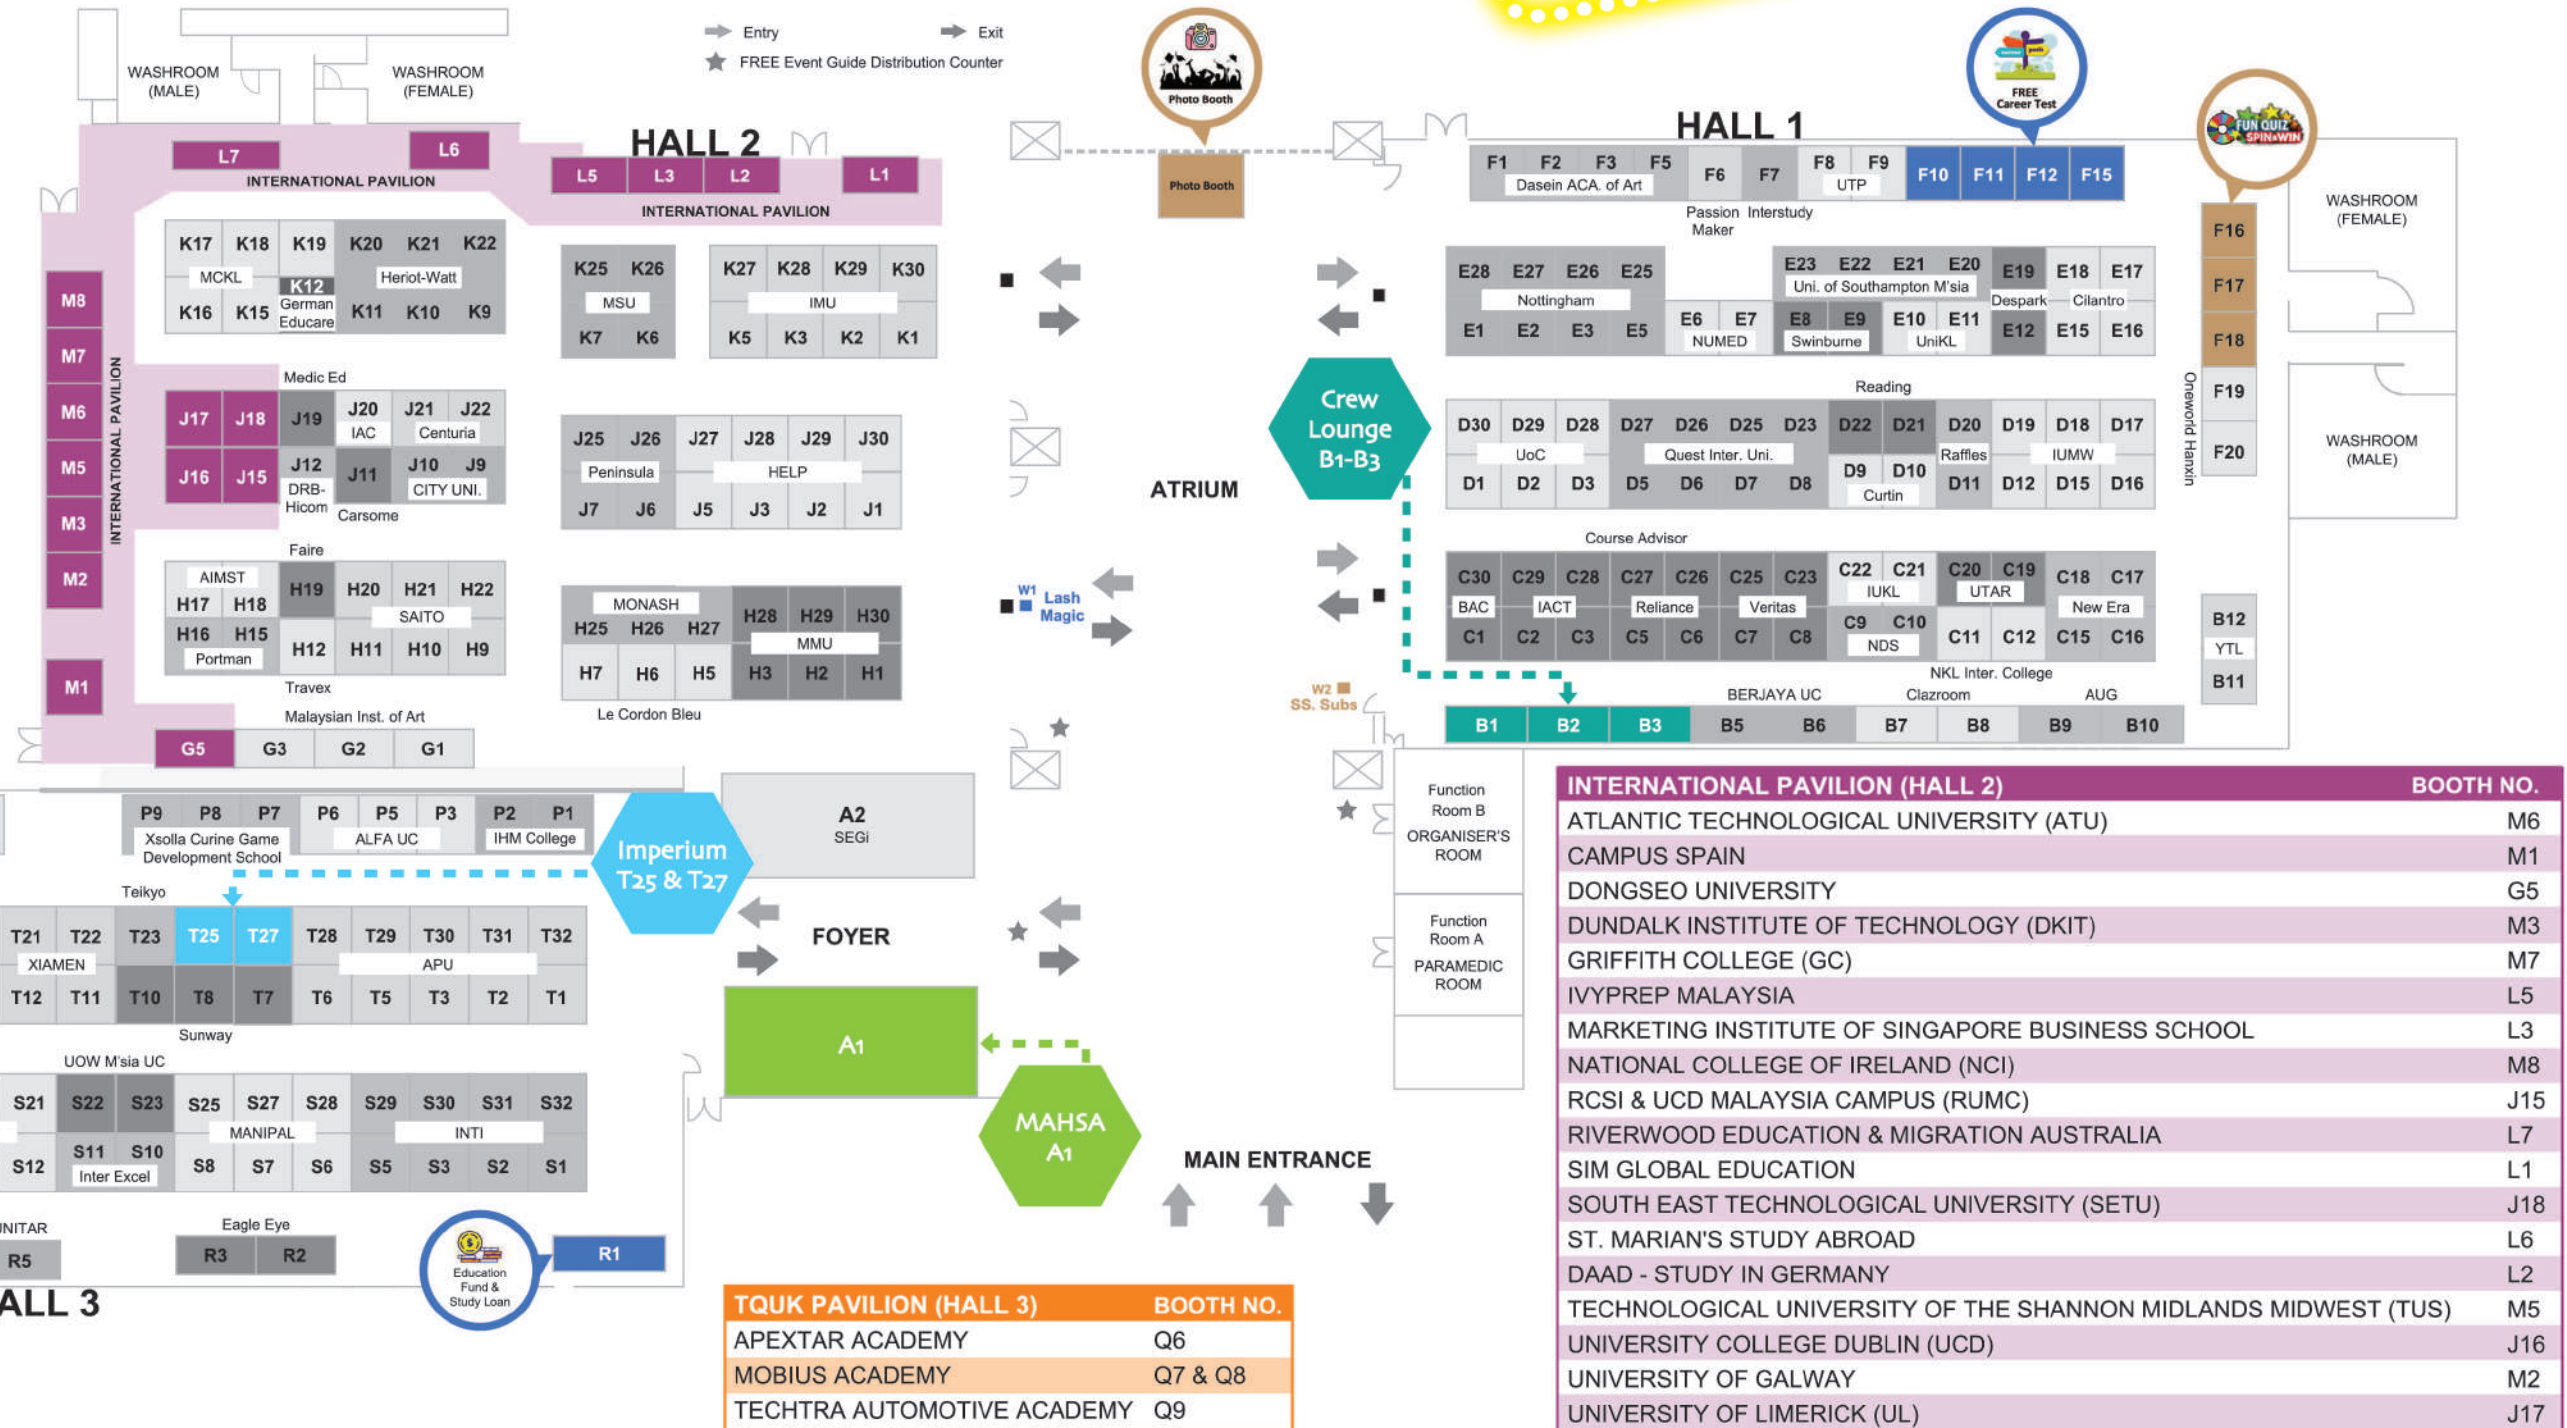 Entry
Exit
FREE Event Guide Distribution Counter
Photo Booth
FREE
Career Test
FUN QUIZ
SPIN & WIN
WASHROOM
(MALE)
WASHROOM
(FEMALE)
HALL 2
L7
L6
INTERNATIONAL PAVILION
L5 L3 L2 L1
INTERNATIONAL PAVILION
K17 K18 K19 K20 K21 K22
MCKL
K12
German
Educare
Heriot-Watt
K16 K15 K11 K10 K9
K25 K26
MSU
K7 K6
K27 K28 K29 K30
IMU
K5 K3 K2 K1
M8
M7
M6
M5
M3
M2
M1
INTERNATIONAL PAVILION
Medic Ed
J17 J18 J19 J20 J21 J22
IAC
Centuria
J16 J15 J12 J11 J10 J9
DRB-
Hicom
CITY UNI.
Carsome
J25 J26 J27 J28 J29 J30
Peninsula
HELP
J7 J6 J5 J3 J2 J1
Faire
AIMST
H17 H18 H19 H20 H21 H22
SAITO
H16 H15 H12 H11 H10 H9
Portman
Travex
MONASH
H25 H26 H27 H28 H29 H30
MMU
H7 H6 H5 H3 H2 H1
Le Cordon Bleu
Malaysian Inst. of Art
G5 G3 G2 G1
Photo Booth
ATRIUM
W1 Lash
Magic
W2
SS. Subs
Crew
Lounge
B1-B3
HALL 1
F1 F2 F3 F5 F6 F7 F8 F9 F10 F11 F12 F15
Dasein ACA. of Art
UTP
Passion
Maker
Interstudy
F16
F17
F18
F19
F20
Oneworld Hanxin
WASHROOM
(FEMALE)
WASHROOM
(MALE)
E28 E27 E26 E25 E23 E22 E21 E20 E19 E18 E17
Nottingham
Uni. of Southampton M'sia
Despark
Cilantro
E1 E2 E3 E5 E6 E7 E8 E9 E10 E11 E12 E15 E16
NUMED
Swinburne
UniKL
Reading
D30 D29 D28 D27 D26 D25 D23 D22 D21 D20 D19 D18 D17
UoC
Quest Inter. Uni.
Raffles
IUMW
D1 D2 D3 D5 D6 D7 D8 D9 D10 D11 D12 D15 D16
Curtin
Course Advisor
C30 C29 C28 C27 C26 C25 C23 C22 C21 C20 C19 C18 C17
BAC
IACT
Reliance
Veritas
IUKL
UTAR
New Era
C1 C2 C3 C5 C6 C7 C8 C9 C10 C11 C12 C15 C16
NDS
NKL Inter. College
B12
YTL
B11
BERJAYA UC
Clazroom
AUG
B1 B2 B3 B5 B6 B7 B8 B9 B10
P9 P8 P7 P6 P5 P3 P2 P1
Xsolla Curine Game
Development School
ALFA UC
IHM College
Imperium
T25 & T27
A2
SEGi
Teikyo
T21 T22 T23 T25 T27 T28 T29 T30 T31 T32
XIAMEN
APU
T12 T11 T10 T8 T7 T6 T5 T3 T2 T1
Sunway
FOYER
A1
MAHSA
A1
UOW M'sia UC
S21 S22 S23 S25 S27 S28 S29 S30 S31 S32
MANIPAL
INTI
S12 S11 S10 S8 S7 S6 S5 S3 S2 S1
Inter Excel
NITAR
R5
Eagle Eye
R3 R2
Education
Fund &
Study Loan
R1
ALL 3
MAIN ENTRANCE
Function
Room B
ORGANISER'S
ROOM
Function
Room A
PARAMEDIC
ROOM
TQUK PAVILION (HALL 3) BOOTH NO.
APEXTAR ACADEMY Q6
MOBIUS ACADEMY Q7 & Q8
TECHTRA AUTOMOTIVE ACADEMY Q9
INTERNATIONAL PAVILION (HALL 2) BOOTH NO.
ATLANTIC TECHNOLOGICAL UNIVERSITY (ATU) M6
CAMPUS SPAIN M1
DONGSEO UNIVERSITY G5
DUNDALK INSTITUTE OF TECHNOLOGY (DKIT) M3
GRIFFITH COLLEGE (GC) M7
IVYPREP MALAYSIA L5
MARKETING INSTITUTE OF SINGAPORE BUSINESS SCHOOL L3
NATIONAL COLLEGE OF IRELAND (NCI) M8
RCSI & UCD MALAYSIA CAMPUS (RUMC) J15
RIVERWOOD EDUCATION & MIGRATION AUSTRALIA L7
SIM GLOBAL EDUCATION L1
SOUTH EAST TECHNOLOGICAL UNIVERSITY (SETU) J18
ST. MARIAN'S STUDY ABROAD L6
DAAD - STUDY IN GERMANY L2
TECHNOLOGICAL UNIVERSITY OF THE SHANNON MIDLANDS MIDWEST (TUS) M5
UNIVERSITY COLLEGE DUBLIN (UCD) J16
UNIVERSITY OF GALWAY M2
UNIVERSITY OF LIMERICK (UL) J17